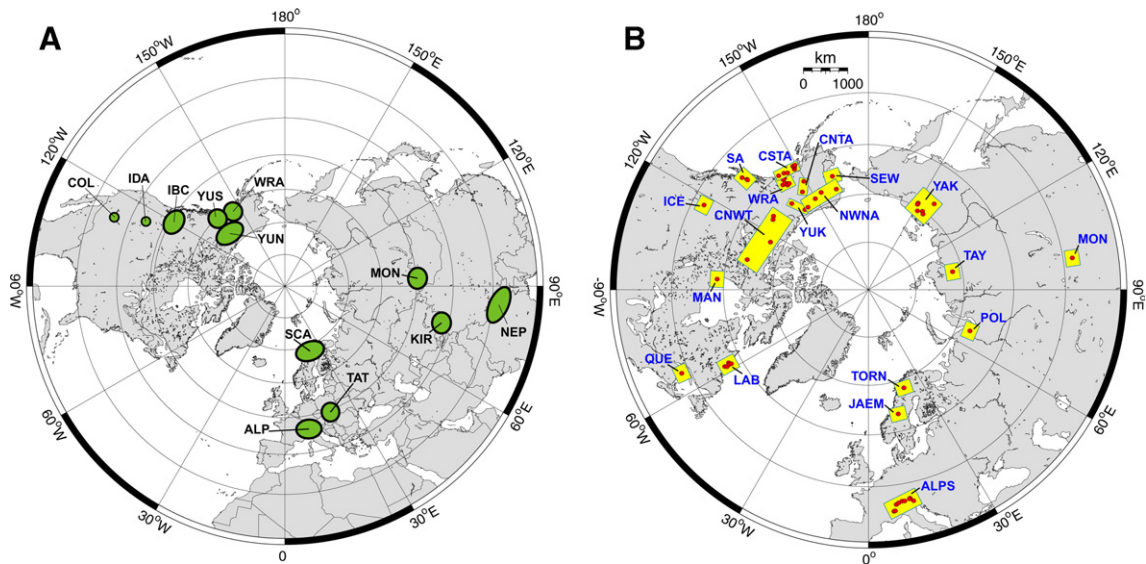 A
180°
150°W
150°E
120°W
120°E
COL
IDA
IBC
YUS
WRA
YUN
MON
90°W
90°E
NEP
KIR
SCA
TAT
ALP
60°W
60°E
30°W
30°E
0
B
180°
km
0 1000
150°W
150°E
120°W
120°E
CNTA
CSTA
SA
SEW
YAK
ICE
WRA
CNWT
NWNA
YUK
MON
TAY
MAN
-90°W
90°E
POL
QUE
LAB
TORN
JAEM
ALPS
60°W
60°E
30°W
30°E
0°